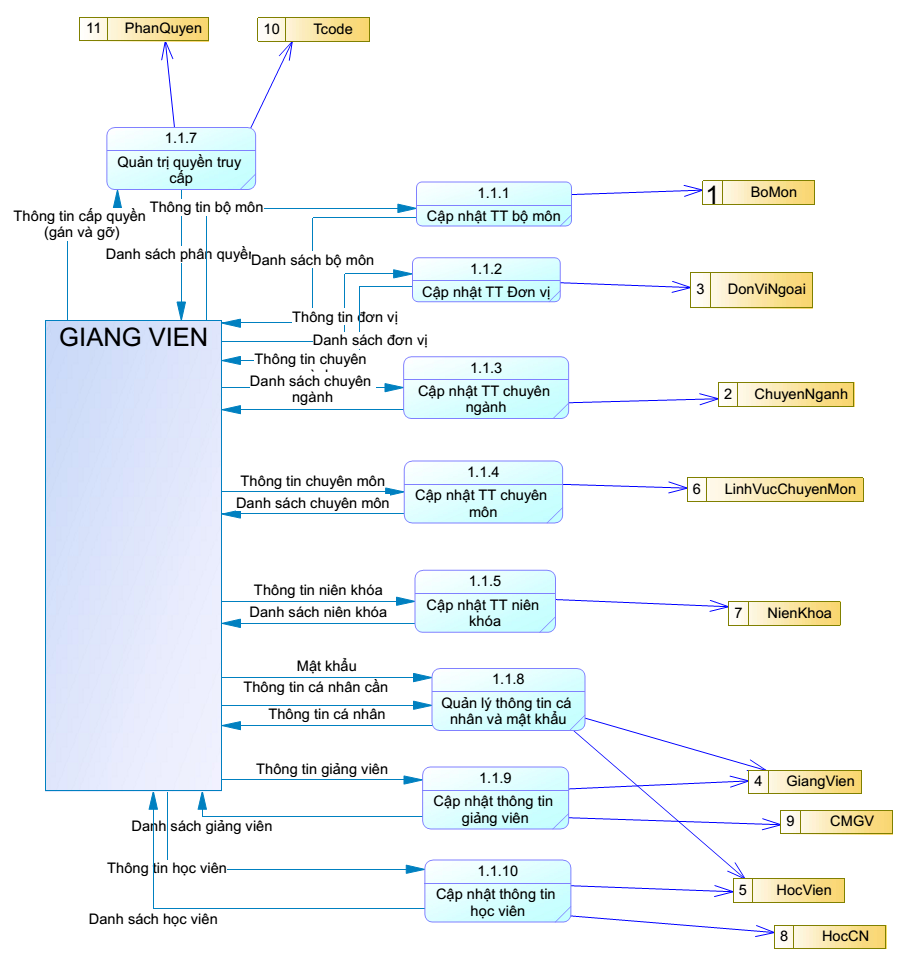 11 PhanQuyen
10 Tcode
1.1.7
Quản trị quyền truy
cấp
Thông tin cấp quyền
(gán và gỡ)
Thông tin bộ môn
Danh sách phân quyề
1.1.1
Cập nhật TT bộ môn
1 BoMon
Danh sách bộ môn
1.1.2
Cập nhật TT Đơn vị
3 DonViNgoai
Thông tin đơn vị
Danh sách đơn vị
GIANG VIEN
Thông tin chuyên
Danh sách chuyên
ngành
1.1.3
Cập nhật TT chuyên
ngành
2 ChuyenNganh
Thông tin chuyên môn
Danh sách chuyên môn
1.1.4
Cập nhật TT chuyên
môn
6 LinhVucChuyenMon
Thông tin niên khóa
Danh sách niên khóa
1.1.5
Cập nhật TT niên
khóa
7 NienKhoa
Mật khẩu
Thông tin cá nhân cần
Thông tin cá nhân
1.1.8
Quản lý thông tin cá
nhân và mật khẩu
Thông tin giảng viên
Danh sách giảng viên
1.1.9
Cập nhật thông tin
giảng viên
4 GiangVien
9 CMGV
Thông tin học viên
Danh sách học viên
1.1.10
Cập nhật thông tin
học viên
5 HocVien
8 HocCN